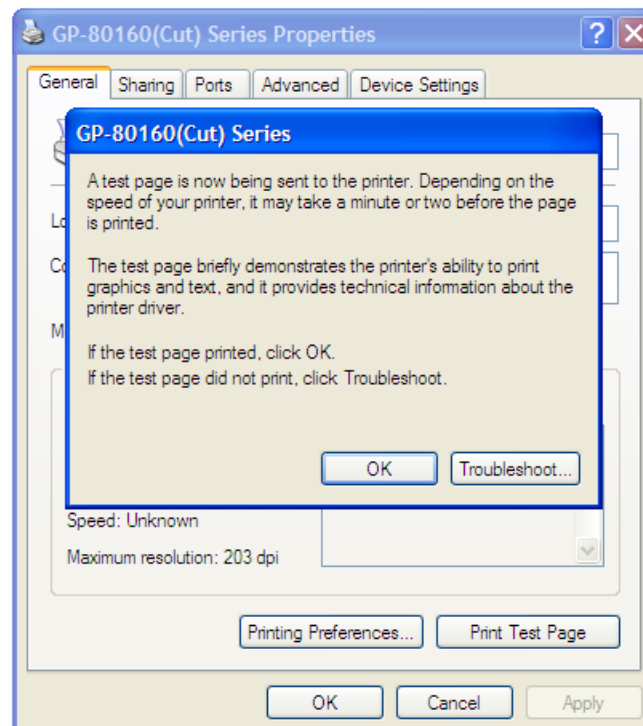 GP-80160(Cut) Series Properties
General Sharing Ports Advanced Device Settings
GP-80160(Cut) Series
A test page is now being sent to the printer. Depending on the
speed of your printer, it may take a minute or two before the page
is printed.
The test page briefly demonstrates the printer's ability to print
graphics and text, and it provides technical information about the
printer driver.
If the test page printed, click OK.
If the test page did not print, click Troubleshoot.
OK Troubleshoot...
Speed: Unknown
Maximum resolution: 203 dpi
Printing Preferences... Print Test Page
OK Cancel Apply